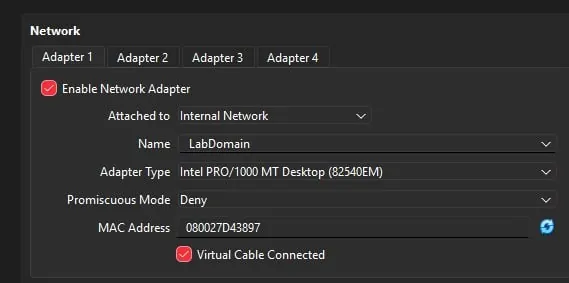 Network
Adapter 1 Adapter 2 Adapter 3 Adapter 4
Enable Network Adapter
Attached to Internal Network
Name LabDomain
Adapter Type Intel PRO/1000 MT Desktop (82540EM)
Promiscuous Mode Deny
MAC Address 080027D43897
Virtual Cable Connected